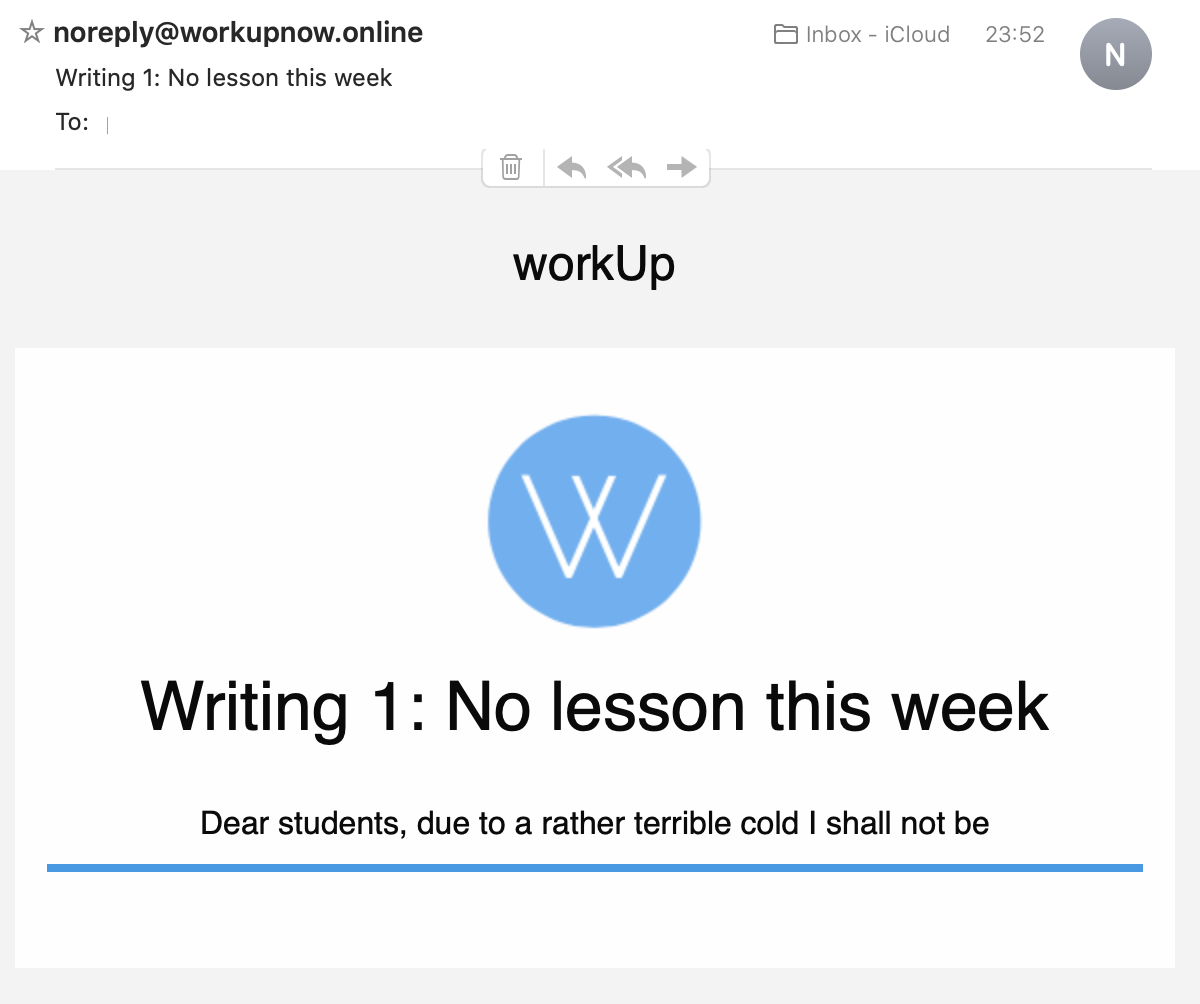 noreply@workupnow.online
Inbox - iCloud 23:52
N
Writing 1: No lesson this week
To:
workUp
W
Writing 1: No lesson this week
Dear students, due to a rather terrible cold I shall not be